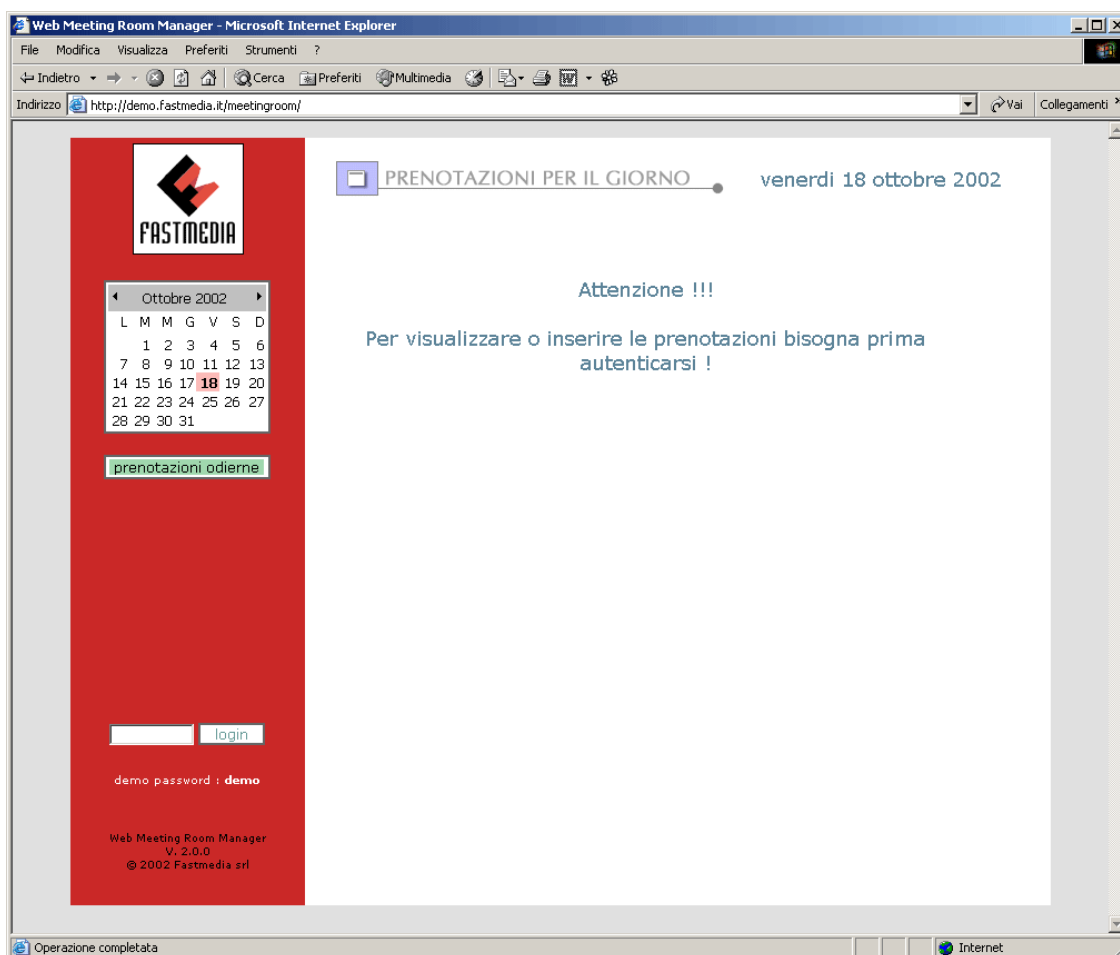 Web Meeting Room Manager - Microsoft Internet Explorer
File Modifica Visualizza Preferiti Strumenti ?
Indietro Cerca Preferiti Multimedia
Indirizzo http://demo.fastmedia.it/meetingroom/ Vai Collegamenti »
FASTMEDIA
PRENOTAZIONI PER IL GIORNO venerdi 18 ottobre 2002
Attenzione !!!
Per visualizzare o inserire le prenotazioni bisogna prima
autenticarsi !
Ottobre 2002
L M M G V S D
1 2 3 4 5 6
7 8 9 10 11 12 13
14 15 16 17 18 19 20
21 22 23 24 25 26 27
28 29 30 31
prenotazioni odierne
login
demo password : demo
Web Meeting Room Manager
V. 2.0.0
© 2002 Fastmedia srl
Operazione completata Internet